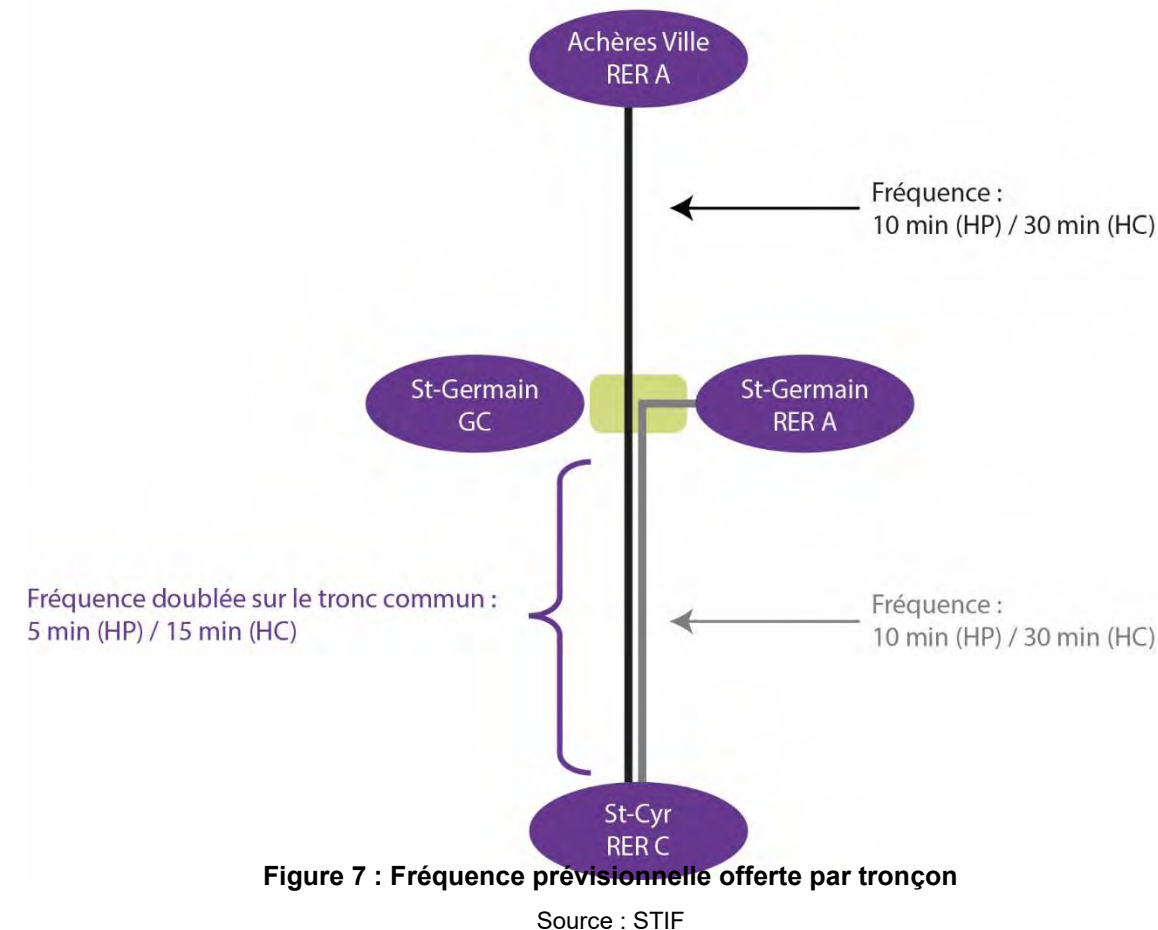 Achères Ville
RER A
Fréquence :
10 min (HP) / 30 min (HC)
St-Germain
GC
St-Germain
RER A
Fréquence doublée sur le tronc commun :
5 min (HP) / 15 min (HC)
Fréquence :
10 min (HP) / 30 min (HC)
St-Cyr
RER C
Figure 7 : Fréquence prévisionnelle offerte par tronçon
Source : STIF